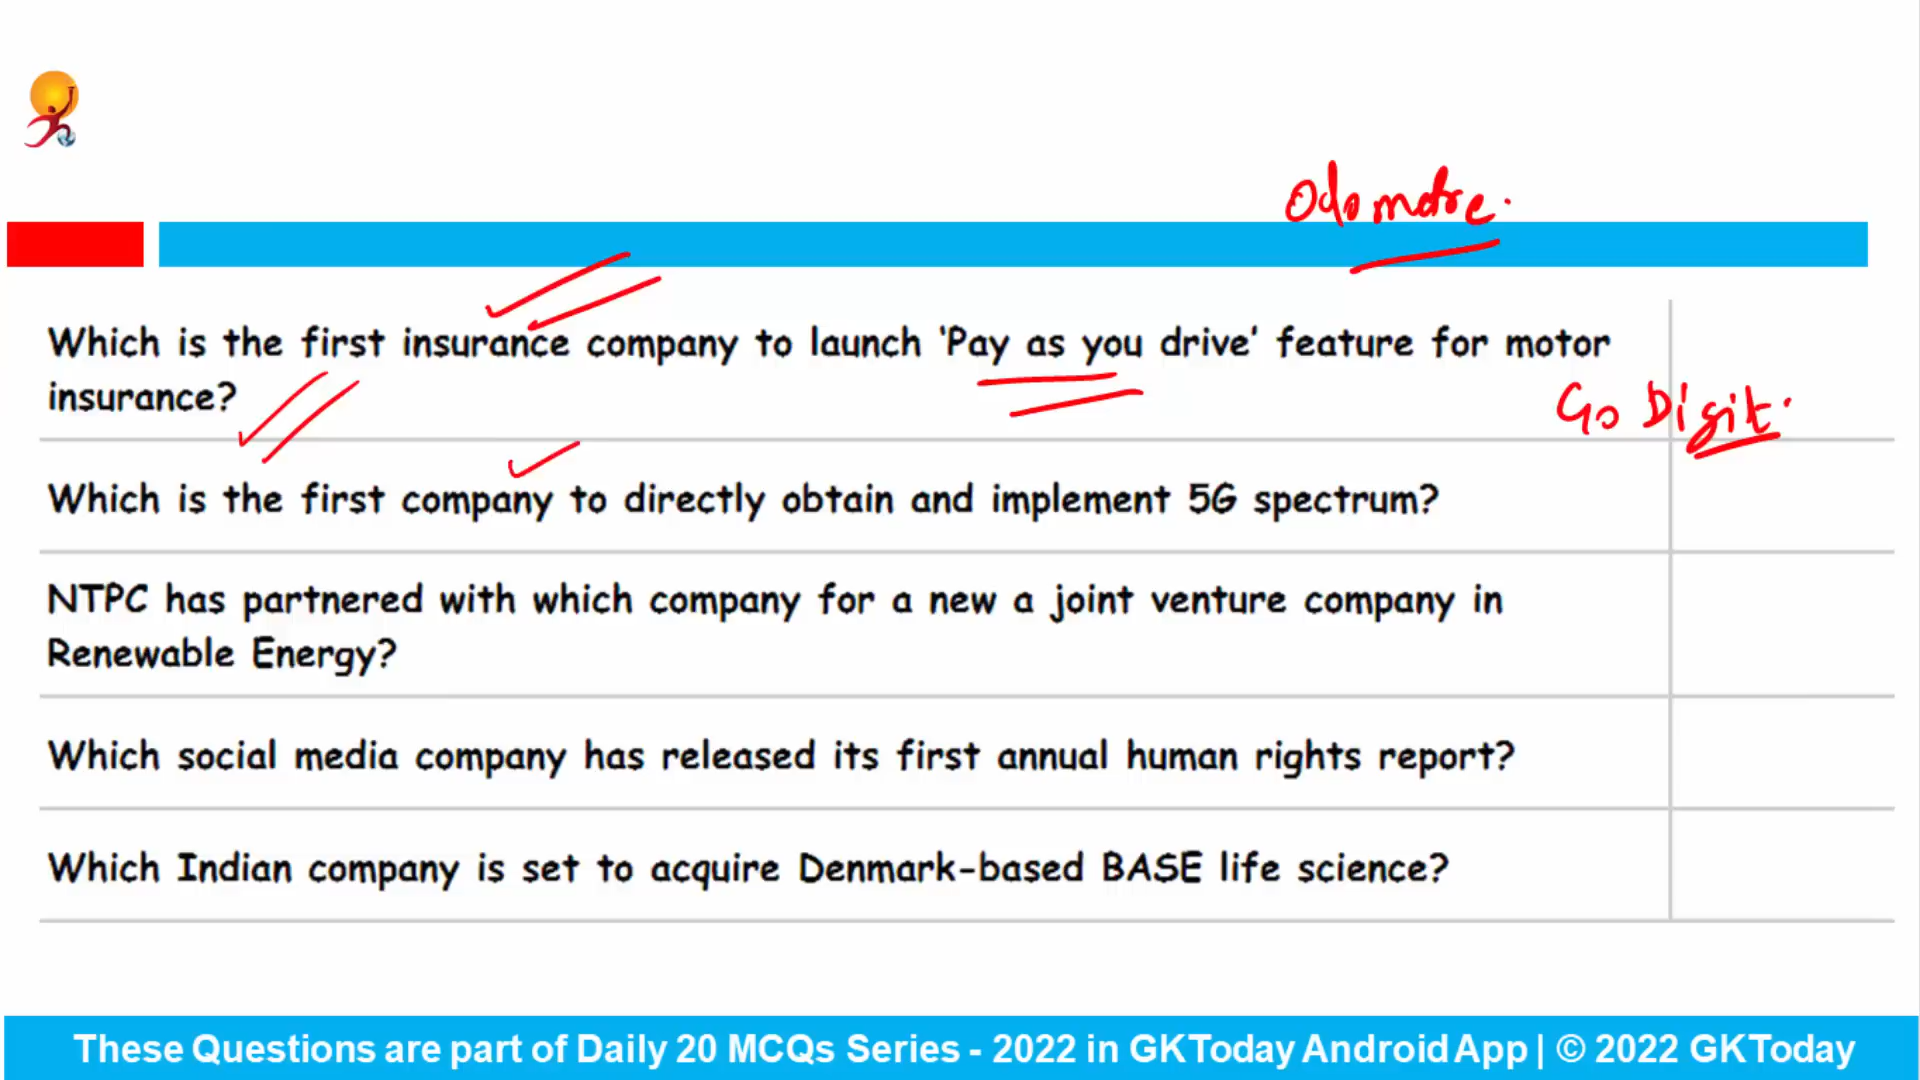 Odometre.
Which is the first insurance company to launch ‘Pay as you drive’ feature for motor
insurance?
Go Digit.
Which is the first company to directly obtain and implement 5G spectrum?
NTPC has partnered with which company for a new a joint venture company in
Renewable Energy?
Which social media company has released its first annual human rights report?
Which Indian company is set to acquire Denmark-based BASE life science?
These Questions are part of Daily 20 MCQs Series - 2022 in GKToday Android App | © 2022 GKToday